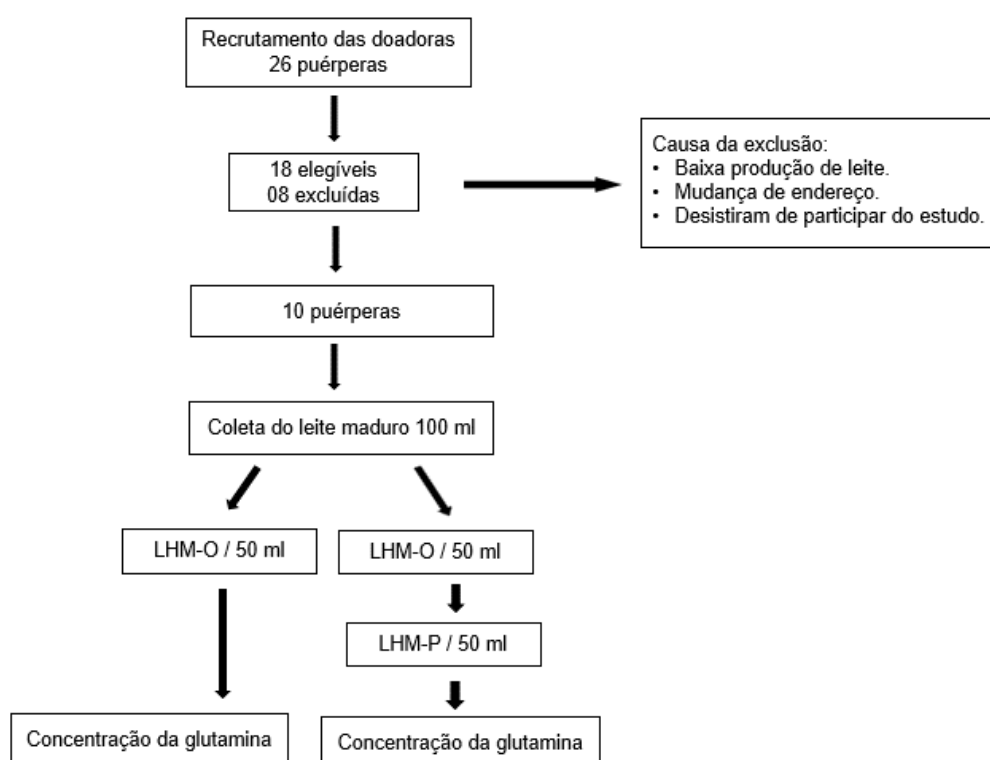 Recrutamento das doadoras
26 puérperas
18 elegíveis
08 excluídas
Causa da exclusão:
• Baixa produção de leite.
• Mudança de endereço.
• Desistiram de participar do estudo.
10 puérperas
Coleta do leite maduro 100 ml
LHM-O / 50 ml
LHM-O / 50 ml
LHM-P / 50 ml
Concentração da glutamina
Concentração da glutamina